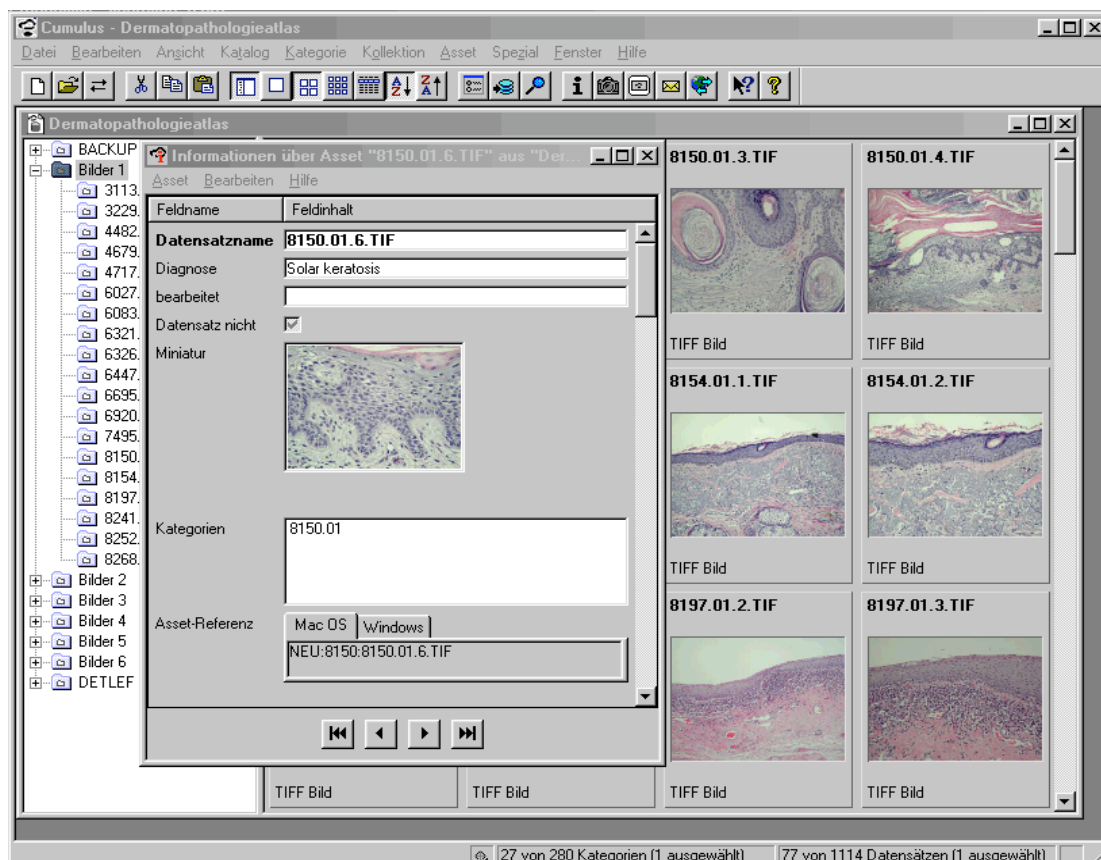 Cumulus - Dermatopathologieatlas
Datei Bearbeiten Ansicht Katalog Kategorie Kollektion Asset Spezial Fenster Hilfe
Dermatopathologieatlas
BACKUP
Bilder 1
3113.
3229.
4482.
4679.
4717.
6027.
6083.
6321.
6326.
6447.
6695.
6920.
7495.
8150.
8154.
8197.
8241.
8252.
8268.
Bilder 2
Bilder 3
Bilder 4
Bilder 5
Bilder 6
DETLEF
Informationen über Asset "8150.01.6.TIF" aus "Der...
Asset Bearbeiten Hilfe
Feldname Feldinhalt
Datensatzname 8150.01.6.TIF
Diagnose Solar keratosis
bearbeitet
Datensatz nicht
Miniatur
Kategorien 8150.01
Asset-Referenz Mac OS Windows
NEU:8150:8150.01.6.TIF
8150.01.3.TIF 8150.01.4.TIF
TIFF Bild TIFF Bild
8154.01.1.TIF 8154.01.2.TIF
TIFF Bild TIFF Bild
8197.01.2.TIF 8197.01.3.TIF
TIFF Bild TIFF Bild TIFF Bild TIFF Bild
27 von 280 Kategorien (1 ausgewählt) 77 von 1114 Datensätzen (1 ausgewählt)